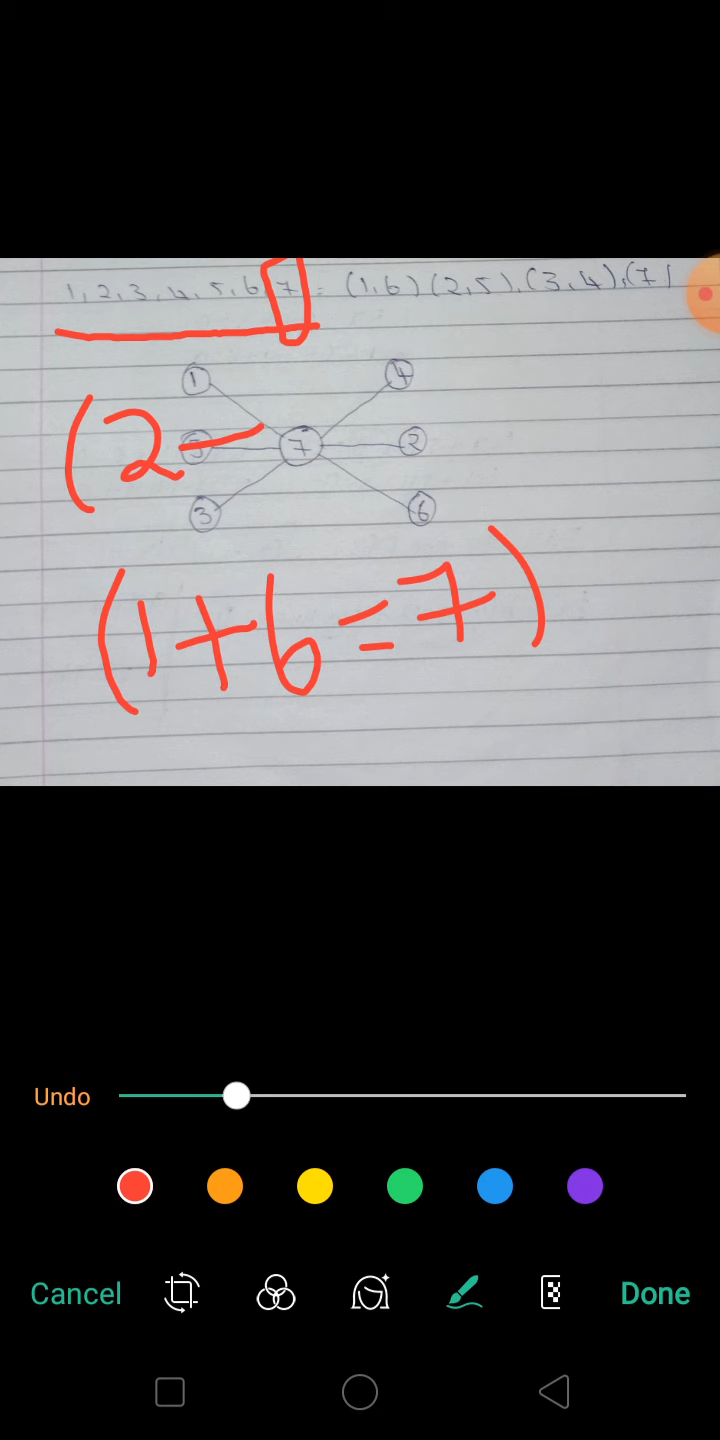 1, 2, 3, 4, 5, 6, 7 = (1, 6) (2, 5), (3, 4), (7)
1 4
(2 5 7 2
3 6
(1+6=7)
Undo
Cancel Done